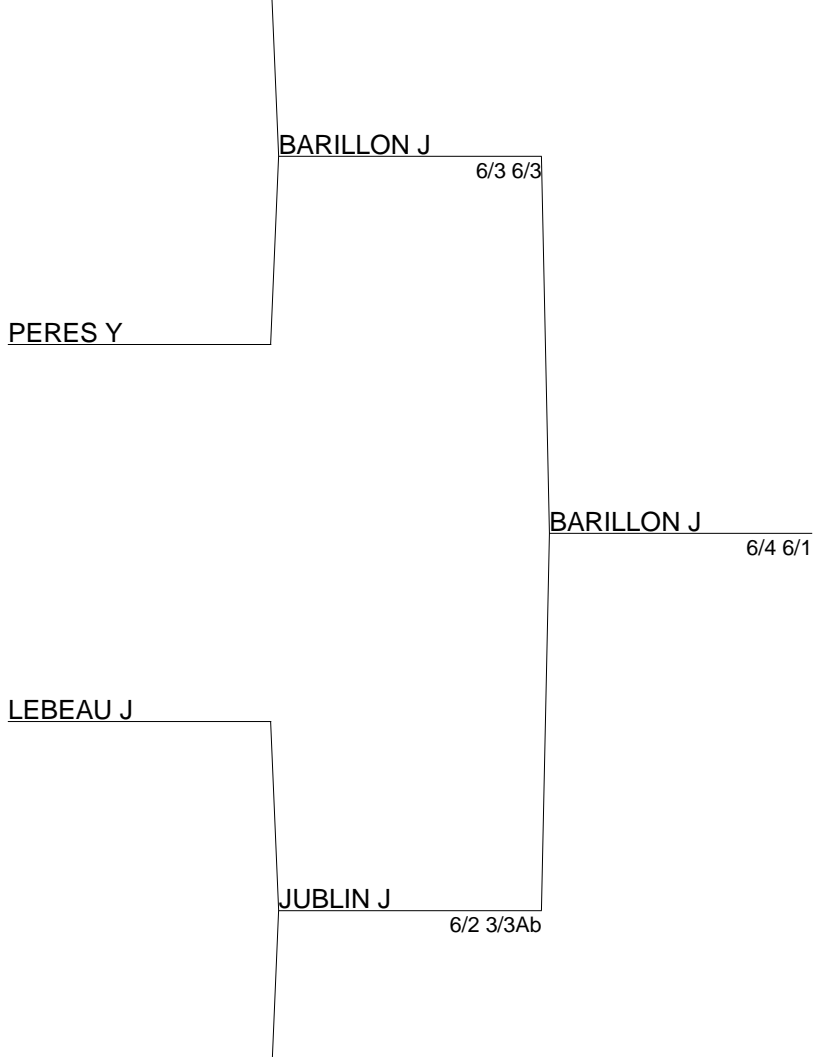 BARILLON J
6/3 6/3
PERES Y
BARILLON J
6/4 6/1
LEBEAU J
JUBLIN J
6/2 3/3Ab